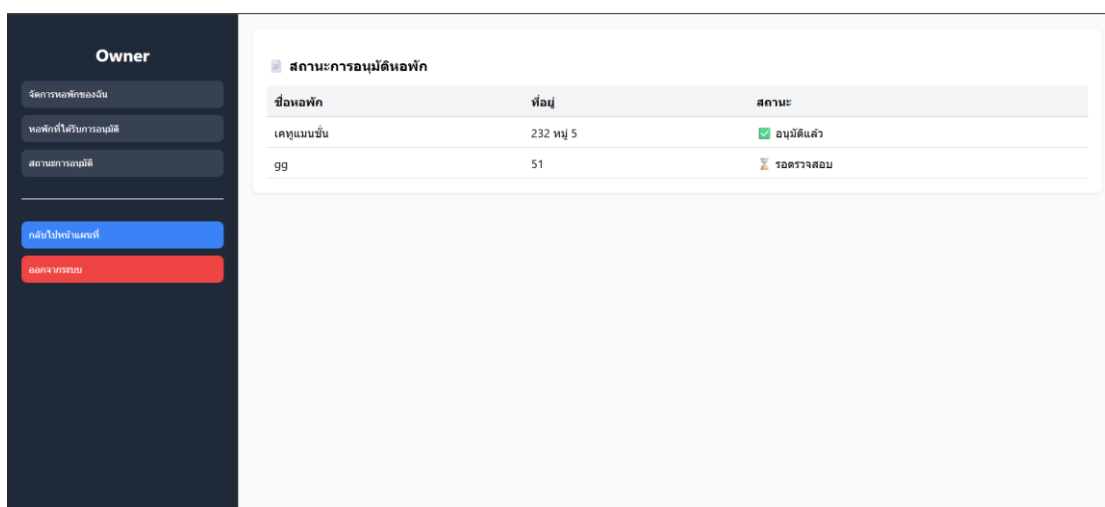 Owner
จัดการหอพักของฉัน
หอพักที่ได้รับการอนุมัติ
สถานะการอนุมัติ
กลับไปหน้าแผนที่
ออกจากระบบ
สถานะการอนุมัติหอพัก
ชื่อหอพัก ที่อยู่ สถานะ
เคทูแมนชั่น 232 หมู่ 5 ✅ อนุมัติแล้ว
gg 51 ⏳ รอตรวจสอบ